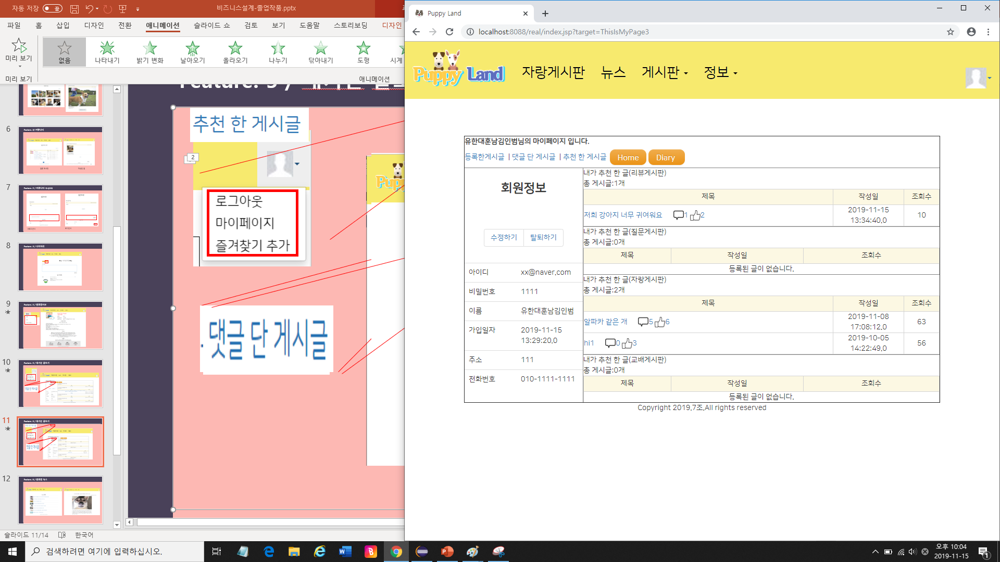 자동 저장 끔 비즈니스설계-졸업작품.pptx
파일 홈 삽입 디자인 전환 애니메이션 슬라이드 쇼 검토 보기 도움말 스토리보딩 디자인
미리 보기 없음 나타내기 밝기 변화 날아오기 올라오기 나누기 닦아내기 도형 시계
미리 보기 애니메이션
6
7
8
9
10
11
12
추천 한 게시글
2
로그아웃
마이페이지
즐겨찾기 추가
댓글 단 게시글
슬라이드 11/14 한국어
Puppy Land
localhost:8088/real/index.jsp?target=ThisIsMyPage3
Puppy Land 자랑게시판 뉴스 게시판 정보
유한대훈남김인범님의 마이페이지 입니다.
등록한게시글 | 댓글 단 게시글 | 추천 한 게시글 Home Diary
회원정보
수정하기 탈퇴하기
아이디 xx@naver.com
비밀번호 1111
이름 유한대훈남김인범
가입일자 2019-11-15
13:29:20.0
주소 111
전화번호 010-1111-1111
내가 추천 한 글(리뷰게시판)
총 게시글:1개
제목 작성일 조회수
저희 강아지 너무 귀여워요 1 2 2019-11-15 13:34:40.0 10
내가 추천 한 글(질문게시판)
총 게시글:0개
제목 작성일 조회수
등록된 글이 없습니다.
내가 추천 한 글(자랑게시판)
총 게시글:2개
제목 작성일 조회수
알파카 같은 개 5 6 2019-11-08 17:08:12.0 63
hi1 0 3 2019-10-05 14:22:49.0 56
내가 추천 한 글(교배게시판)
총 게시글:0개
제목 작성일 조회수
등록된 글이 없습니다.
Copyright 2019.7조.All rights reserved
검색하려면 여기에 입력하십시오.
오후 10:04
2019-11-15
1